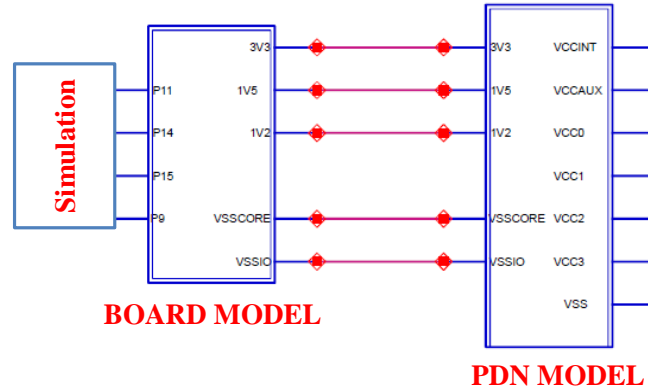 3V3 3V3 VCCINT
Simulation
P11 1V5 1V5 VCCAUX
P14 1V2 1V2 VCC0
P15 VCC1
P9 VSSCORE VSSCORE VCC2
VSSIO VSSIO VCC3
VSS
BOARD MODEL
PDN MODEL